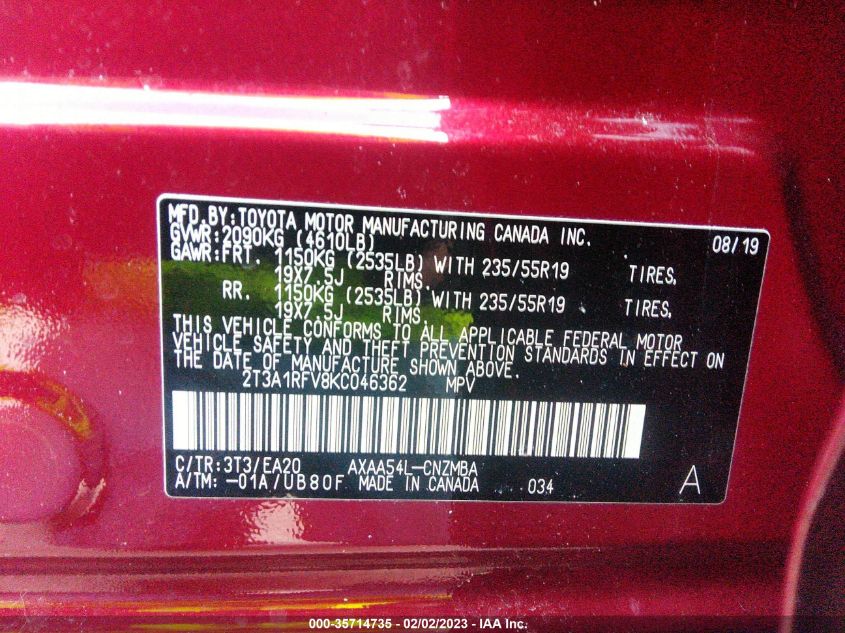 MFD.BY:TOYOTA MOTOR MANUFACTURING CANADA INC. 08/19
GVWR:2090KG (4610LB)
GAWR:FRT. 1150KG (2535LB) WITH 235/55R19 TIRES,
19X7.5J RIMS,
RR. 1150KG (2535LB) WITH 235/55R19 TIRES,
19X7.5J RIMS,
THIS VEHICLE CONFORMS TO ALL APPLICABLE FEDERAL MOTOR
VEHICLE SAFETY AND THEFT PREVENTION STANDARDS IN EFFECT ON
THE DATE OF MANUFACTURE SHOWN ABOVE.
2T3A1RFV8KC046362 MPV
C/TR:3T3/EA20 AXAA54L-CNZMBA
A/TM: -01A/UB80F MADE IN CANADA 034 A
000-35714735 - 02/02/2023 - IAA Inc.